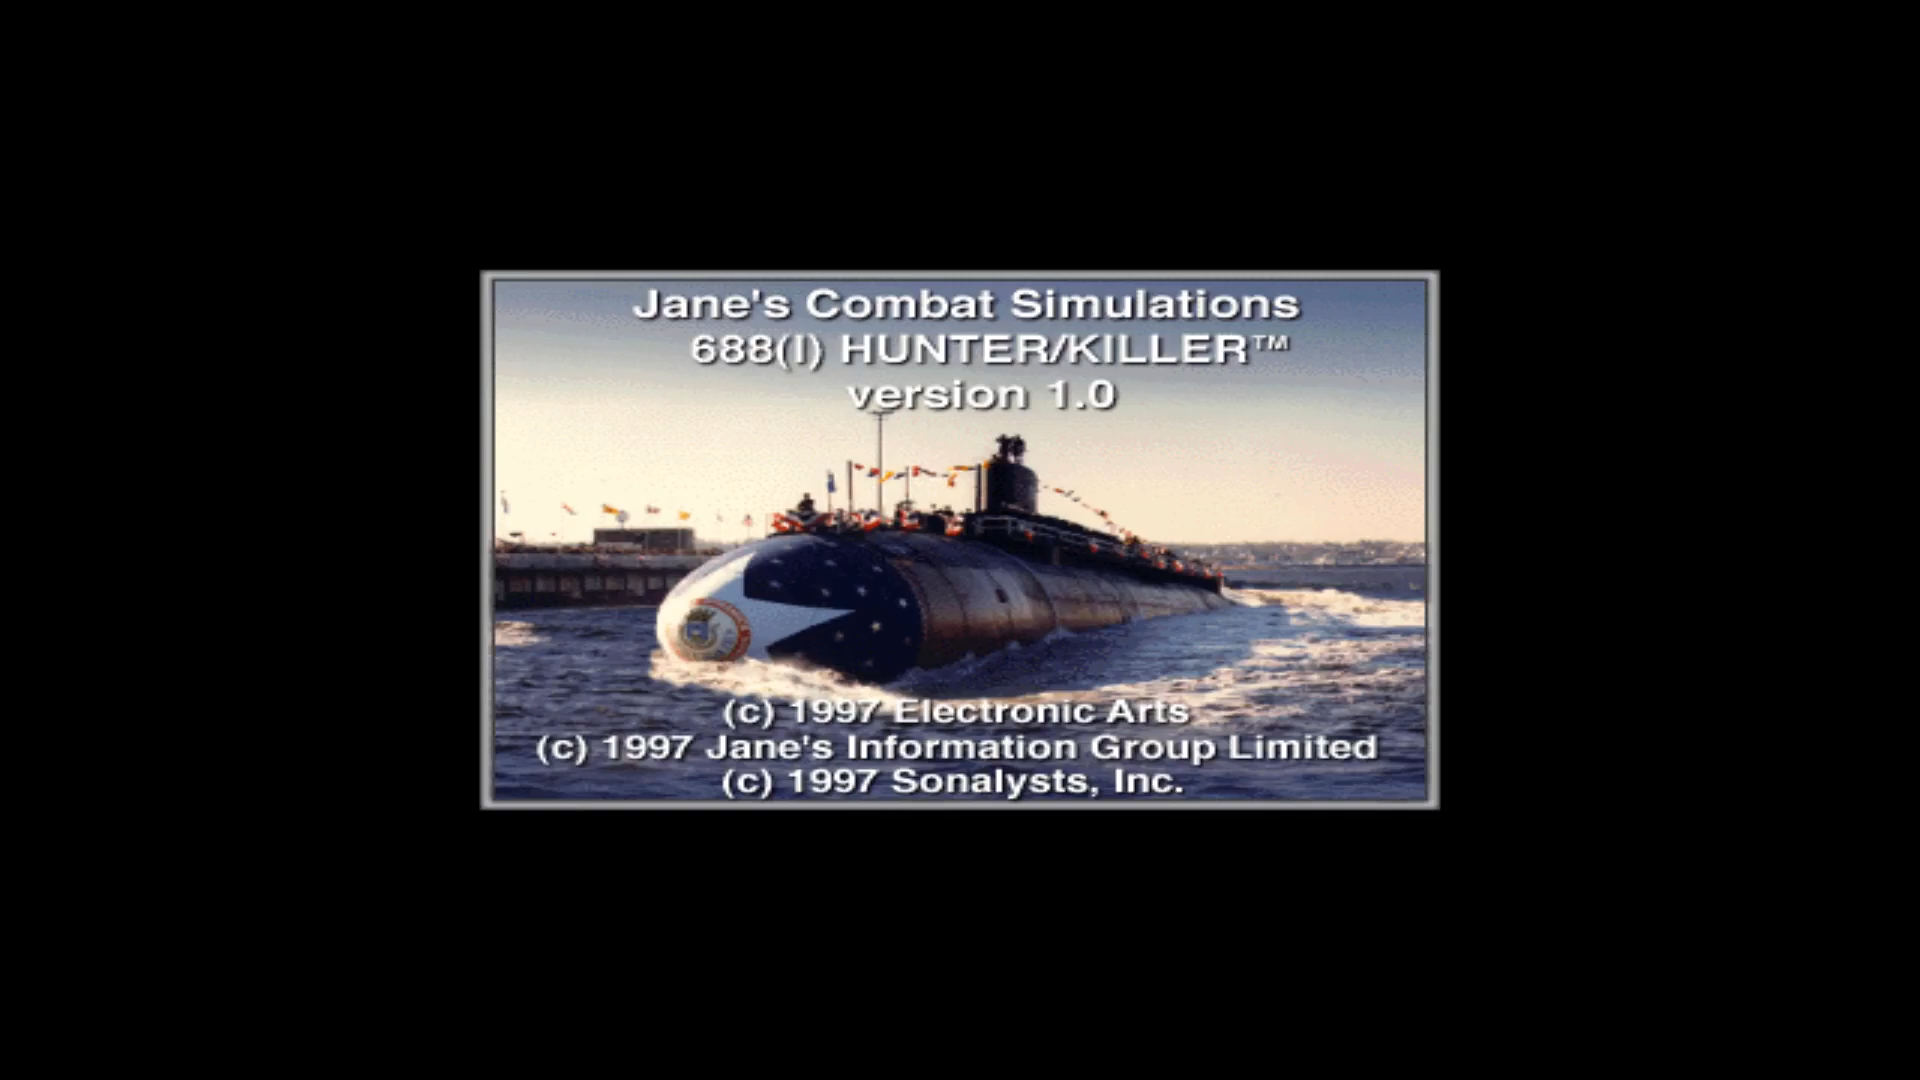 Jane's Combat Simulations
688(I) HUNTER/KILLER™
version 1.0
(c) 1997 Electronic Arts
(c) 1997 Jane's Information Group Limited
(c) 1997 Sonalysts, Inc.